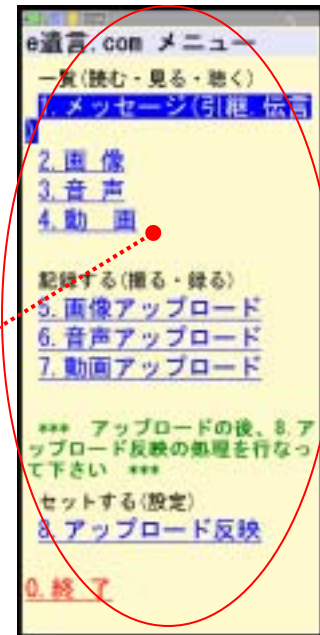 e遺言.com メニュー
一覧(読む・見る・聴く)
1.メッセージ(引継.伝言
)
2.画 像
3.音 声
4.動 画
記録する(撮る・録る)
5.画像アップロード
6.音声アップロード
7.動画アップロード
*** アップロードの後、8.ア
ップロード反映の処理を行なっ
て下さい ***
セットする(設定)
8.アップロード反映
0.終 了